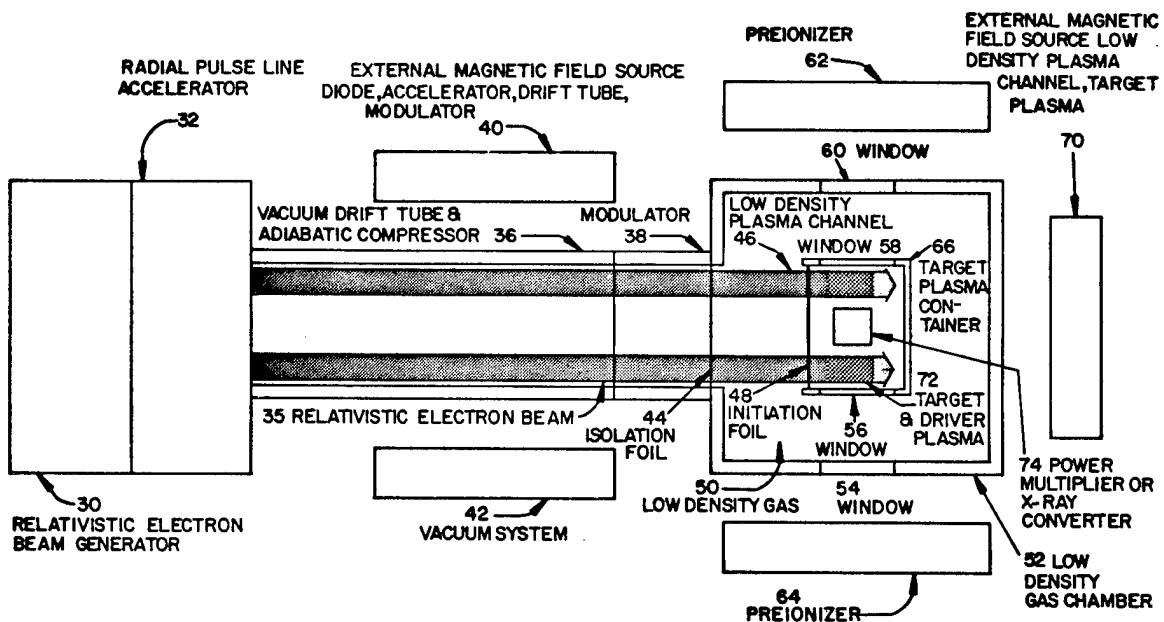 EXTERNAL MAGNETIC
FIELD SOURCE LOW
DENSITY PLASMA
CHANNEL, TARGET
PLASMA
70
PREIONIZER
62
RADIAL PULSE LINE
ACCELERATOR
32
EXTERNAL MAGNETIC FIELD SOURCE
DIODE, ACCELERATOR, DRIFT TUBE,
MODULATOR
40
60 WINDOW
VACUUM DRIFT TUBE &
ADIABATIC COMPRESSOR 36
MODULATOR
38
LOW DENSITY
PLASMA CHANNEL
46
WINDOW 58
66
TARGET
PLASMA
CON-
TAINER
35 RELATIVISTIC ELECTRON BEAM
44
ISOLATION
FOIL
48
INITIATION
FOIL
56
WINDOW
72
TARGET
& DRIVER
PLASMA
74 POWER
MULTIPLIER OR
X-RAY
CONVERTER
30
RELATIVISTIC ELECTRON
BEAM GENERATOR
42
VACUUM SYSTEM
50
LOW DENSITY GAS
54
WINDOW
52 LOW
DENSITY
GAS CHAMBER
64
PREIONIZER